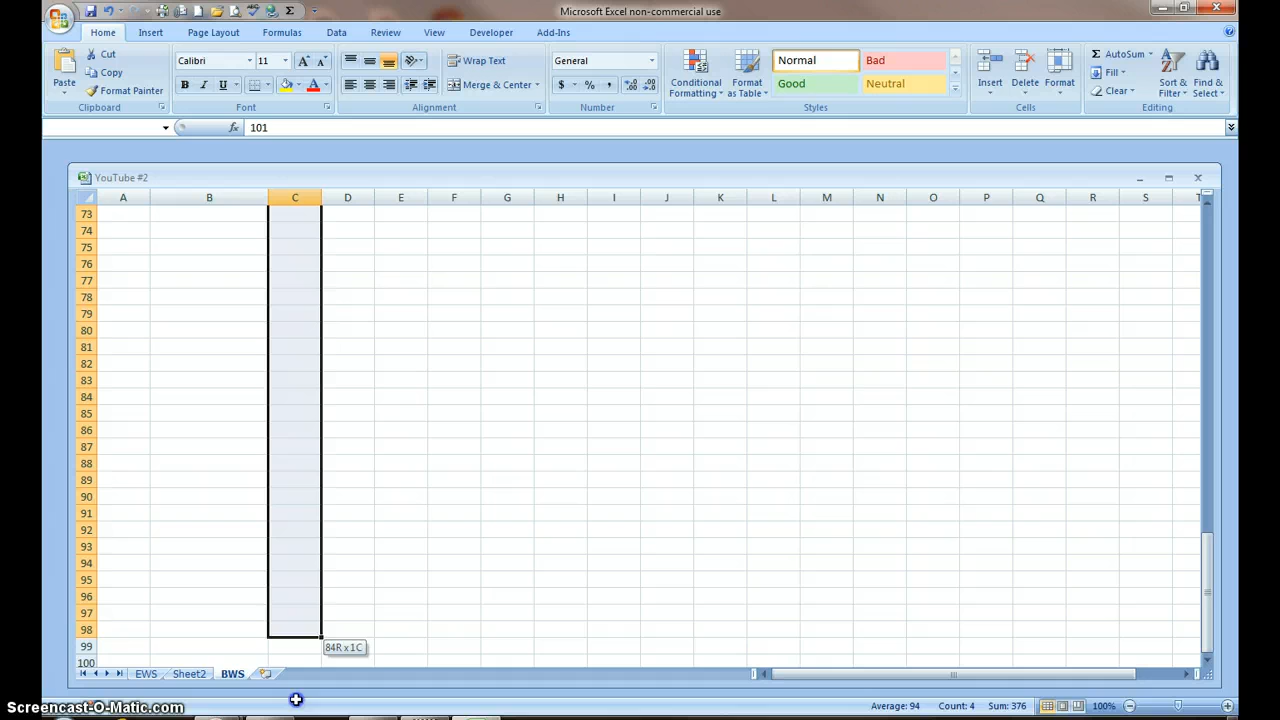 Microsoft Excel non-commercial use
Home Insert Page Layout Formulas Data Review View Developer Add-Ins
Paste
Cut
Copy
Format Painter
Clipboard
Calibri 11
B I U
Font
Wrap Text
Merge & Center
Alignment
General
$ % ,
Number
Conditional Formatting
Format as Table
Normal Bad
Good Neutral
Styles
Insert Delete Format
Cells
AutoSum
Fill
Clear
Sort & Filter
Find & Select
Editing
fx 101
YouTube #2
A B C D E F G H I J K L M N O P Q R S T
73
74
75
76
77
78
79
80
81
82
83
84
85
86
87
88
89
90
91
92
93
94
95
96
97
98
99
84R x 1C
100
EWS Sheet2 BWS
Average: 94 Count: 4 Sum: 376 100%
Screencast-O-Matic.com